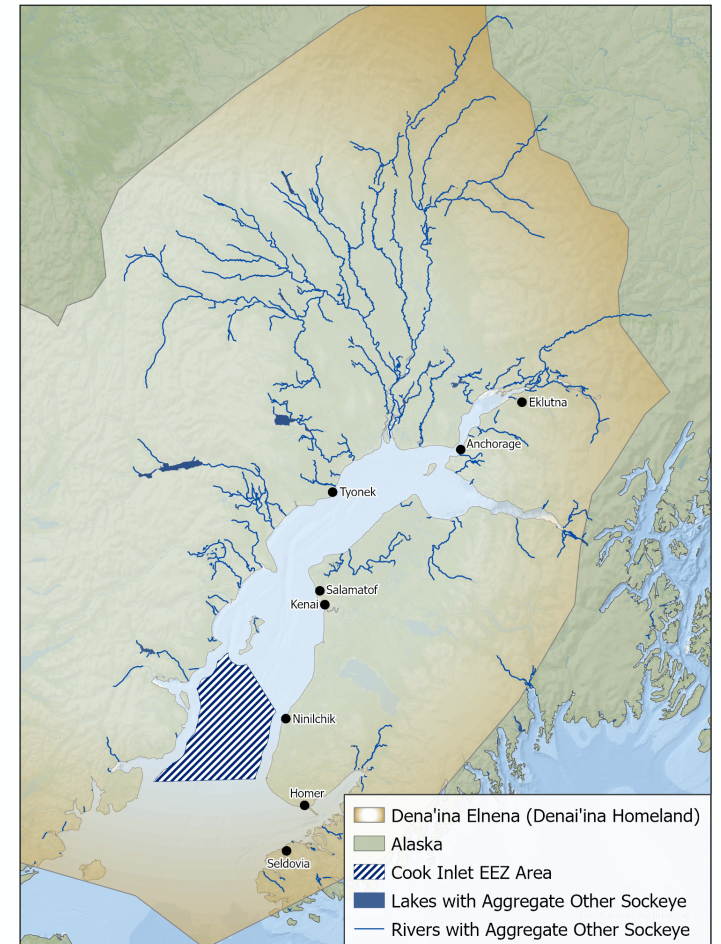 Eklutna
Anchorage
Tyonek
Salamatof
Kenai
Ninilchik
Homer
Seldovia
Dena'ina Elnena (Denai'ina Homeland)
Alaska
Cook Inlet EEZ Area
Lakes with Aggregate Other Sockeye
Rivers with Aggregate Other Sockeye